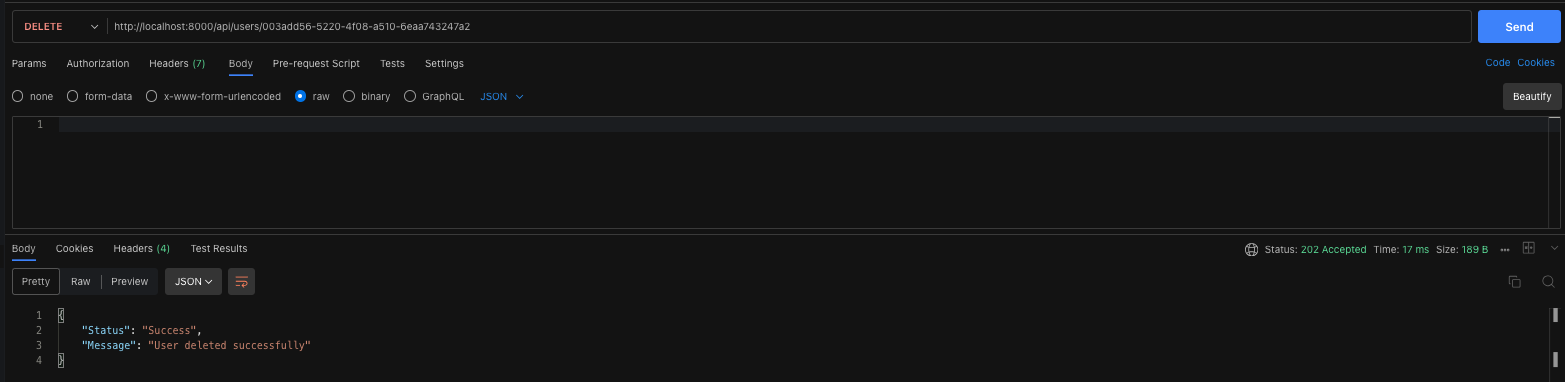 DELETE http://localhost:8000/api/users/003add56-5220-4f08-a510-6eaa743247a2 Send
Params Authorization Headers (7) Body Pre-request Script Tests Settings Code Cookies
none form-data x-www-form-urlencoded raw binary GraphQL JSON Beautify
1
Body Cookies Headers (4) Test Results Status: 202 Accepted Time: 17 ms Size: 189 B
Pretty Raw Preview JSON
1 {
2 "Status": "Success",
3 "Message": "User deleted successfully"
4 }